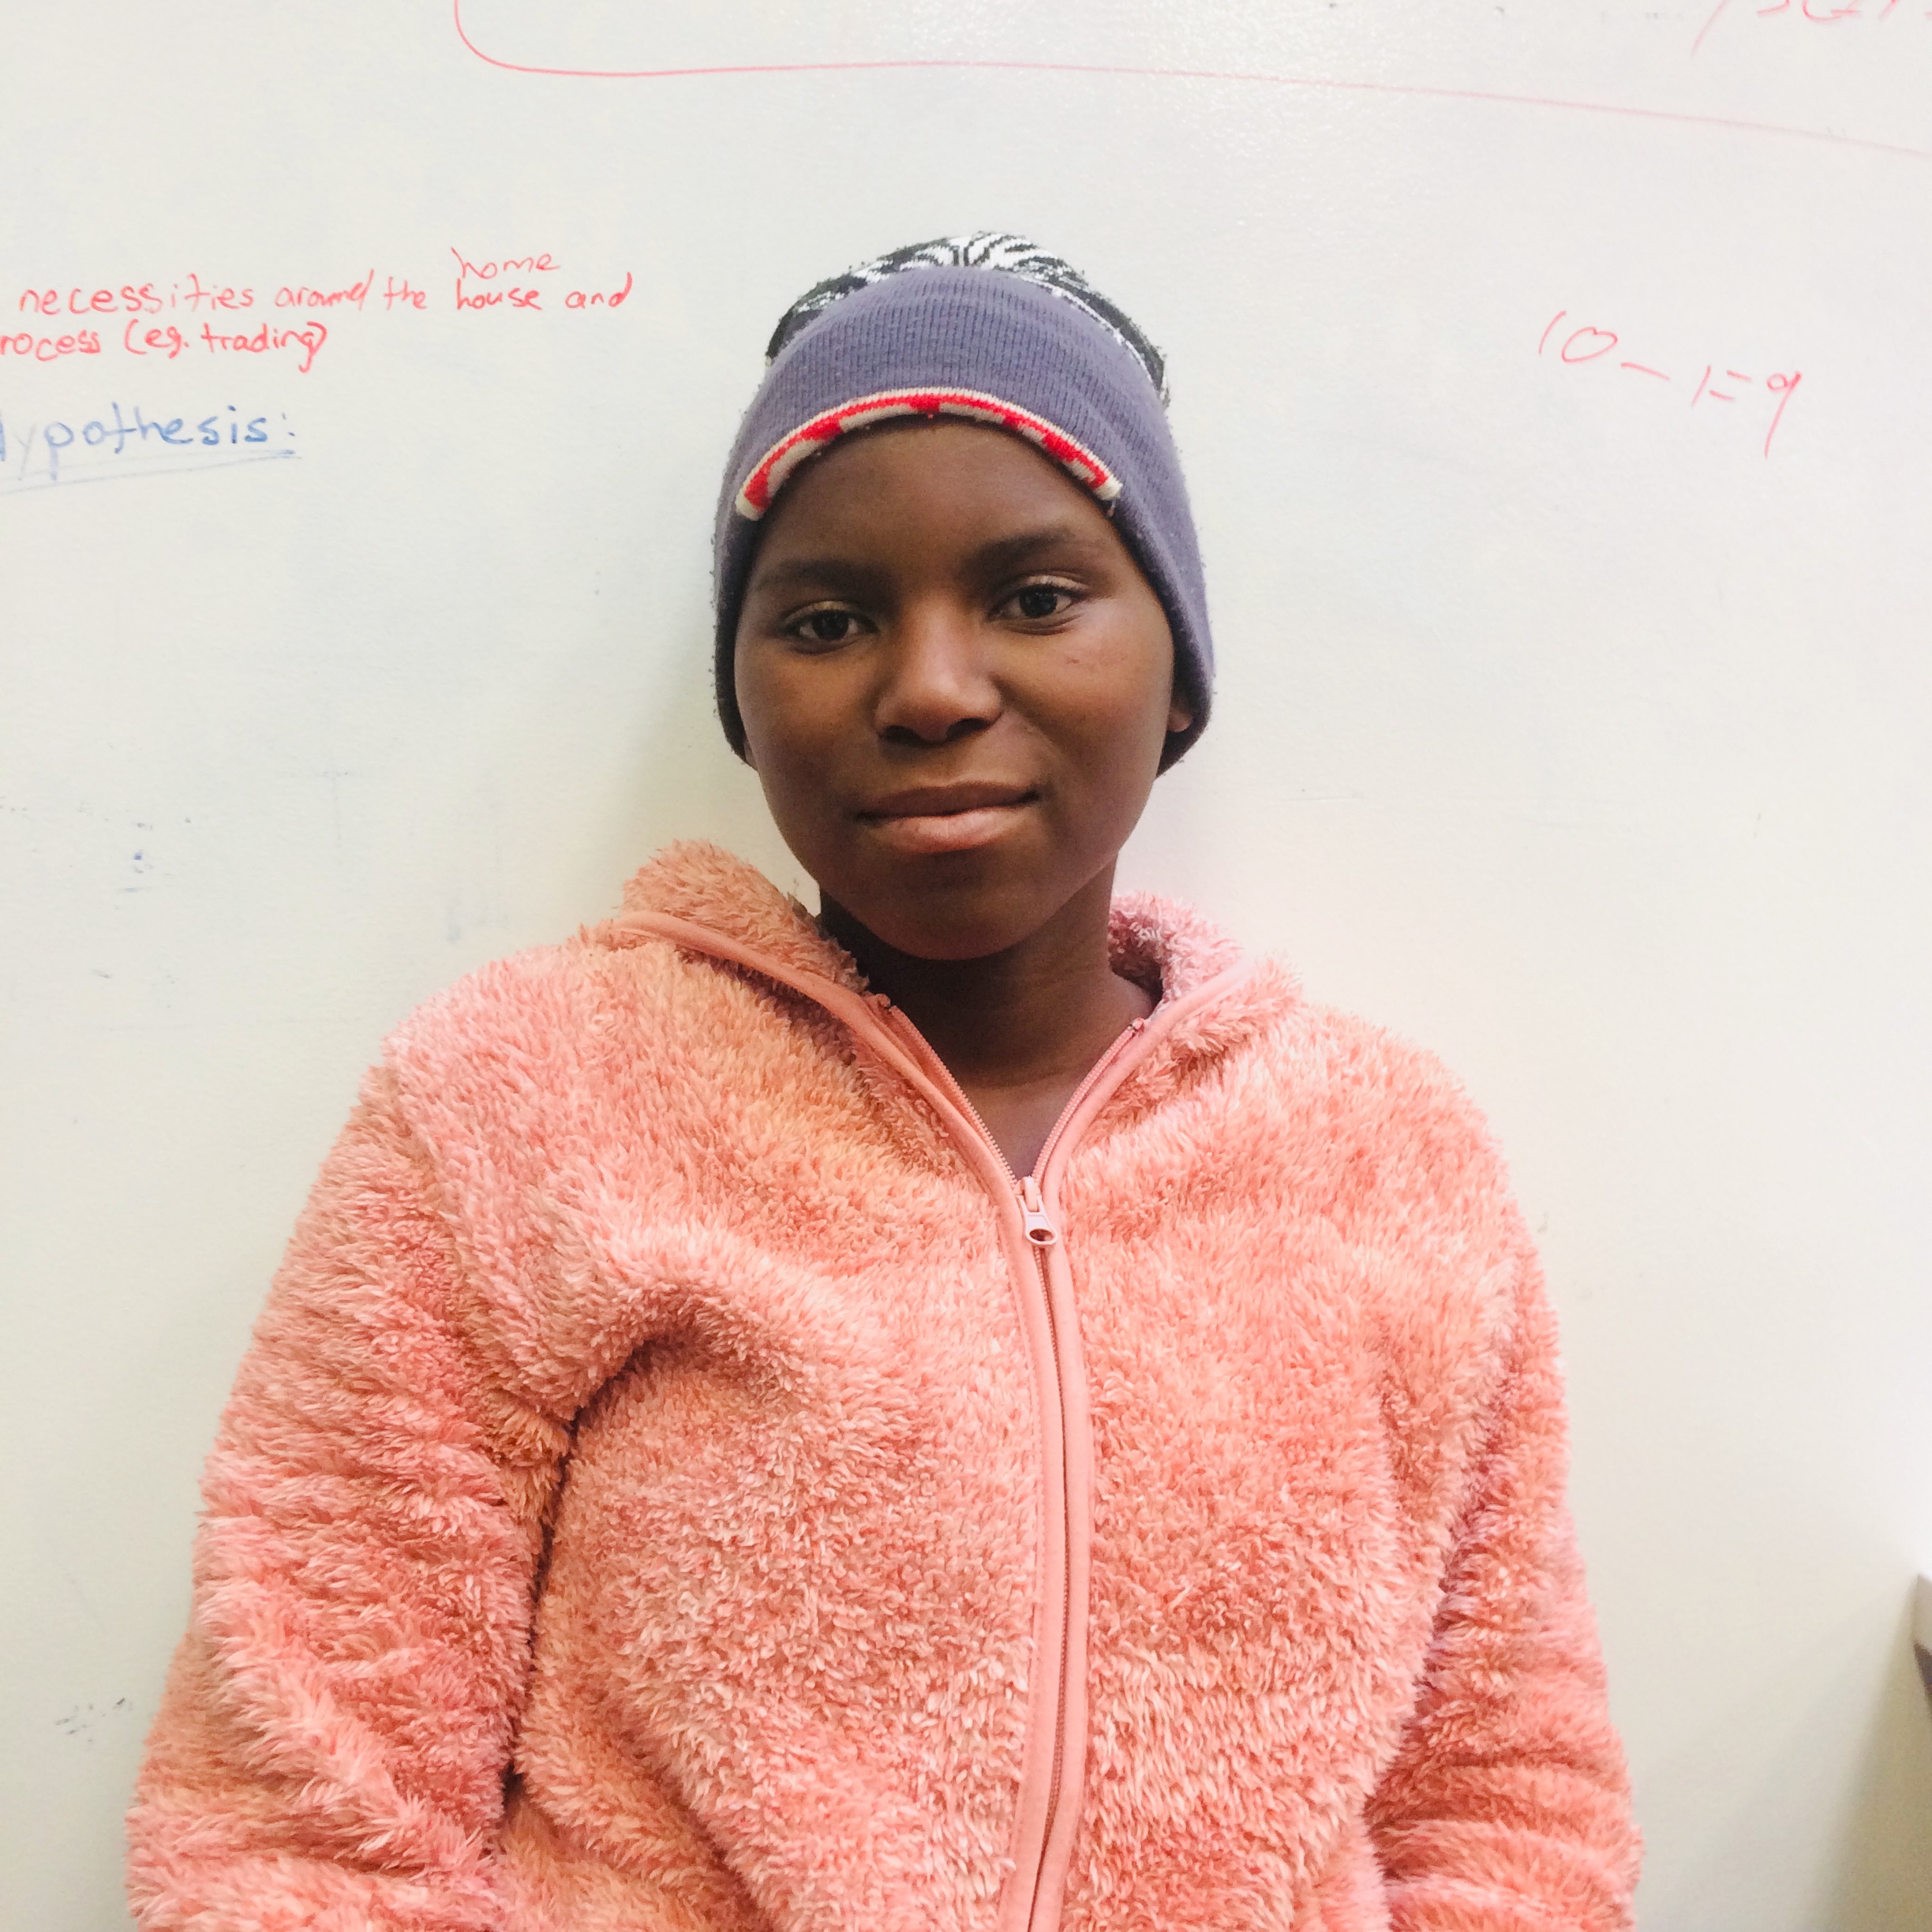 home
necessities around the house and
rocess (eg. trading)
ypothesis:
10-1=9